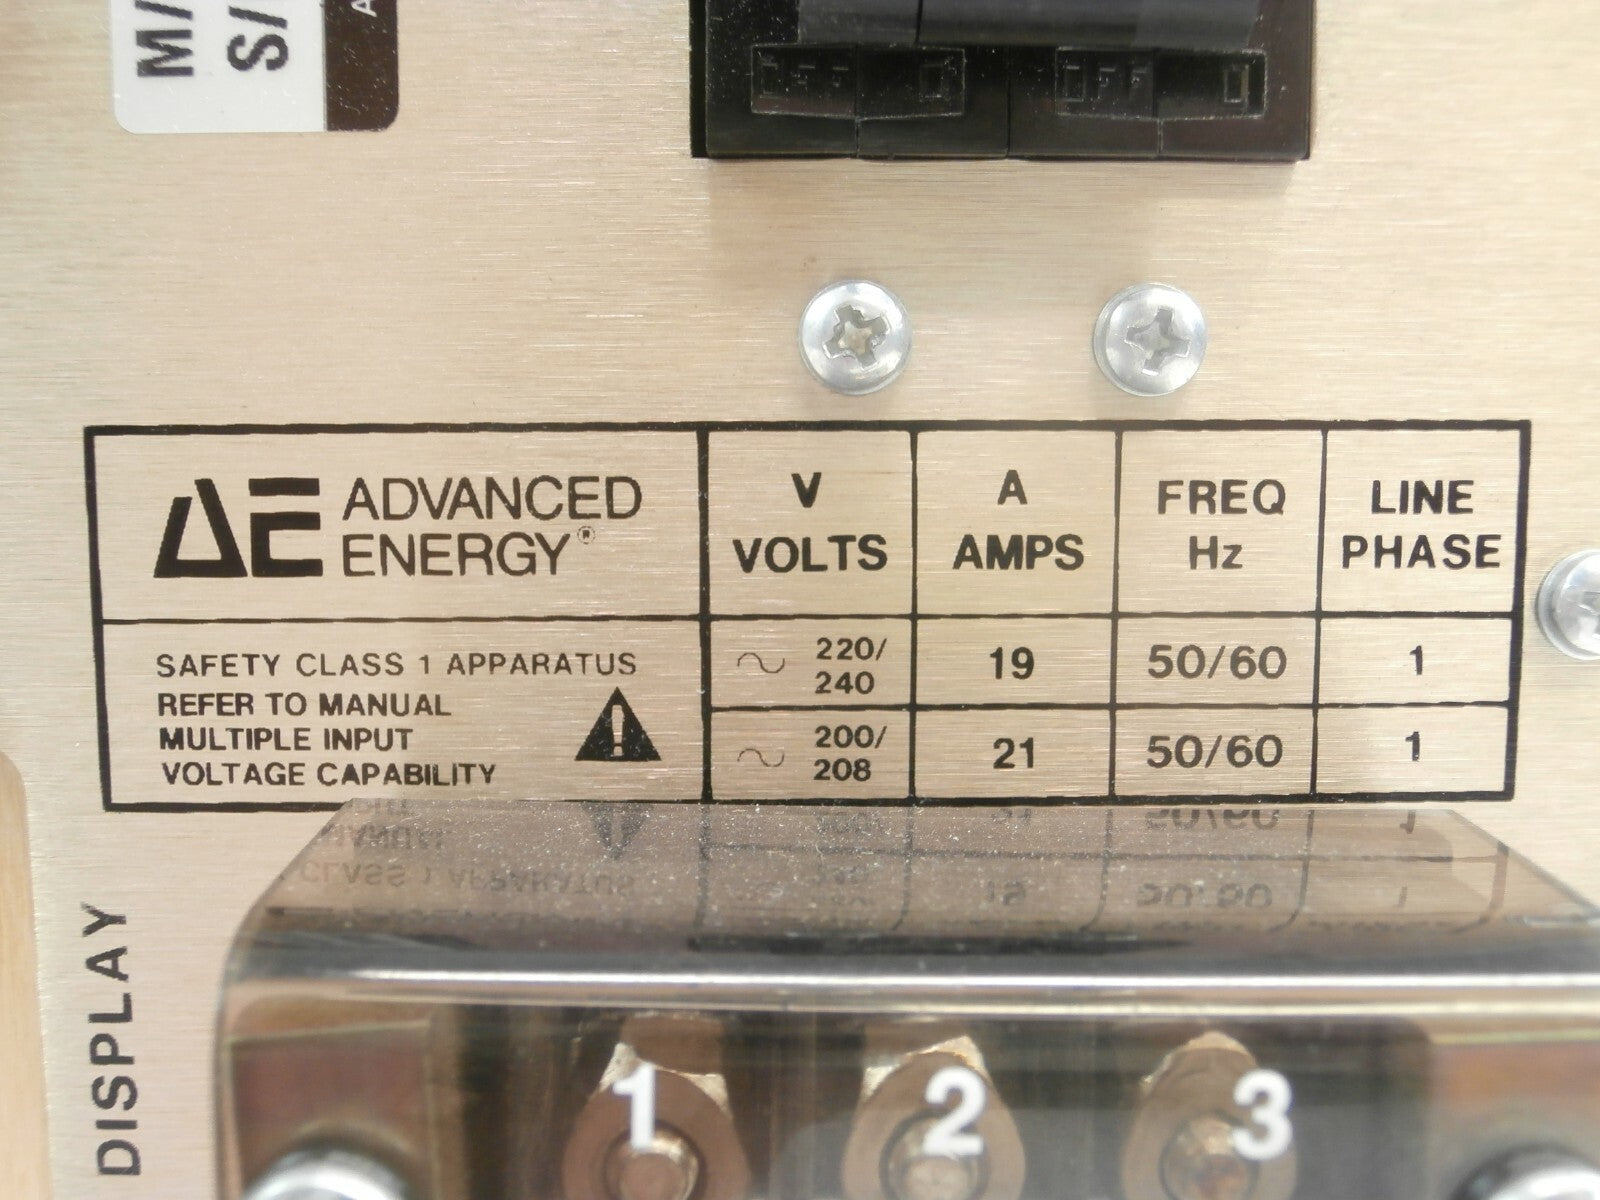 M/
S/
OFF
OFF
ADVANCED
ENERGY®
V
VOLTS
A
AMPS
FREQ
Hz
LINE
PHASE
SAFETY CLASS 1 APPARATUS
REFER TO MANUAL
MULTIPLE INPUT
VOLTAGE CAPABILITY
220/
240
19
50/60
1
200/
208
21
50/60
1
DISPLAY
1
2
3